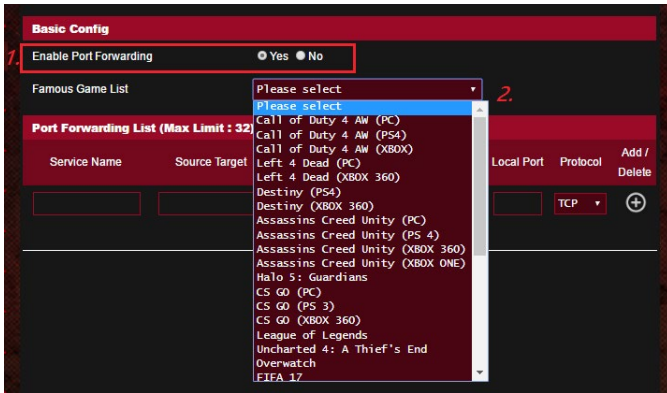 Basic Config
1. Enable Port Forwarding Yes No
Famous Game List Please select 2.
Please select
Call of Duty 4 AW (PC)
Port Forwarding List (Max Limit : 32)
Call of Duty 4 AW (PS4)
Call of Duty 4 AW (XBOX)
Left 4 Dead (PC)
Left 4 Dead (XBOX 360)
Destiny (PS4)
Destiny (XBOX 360)
Assassins Creed Unity (PC)
Assassins Creed Unity (PS 4)
Assassins Creed Unity (XBOX 360)
Assassins Creed Unity (XBOX ONE)
Halo 5: Guardians
CS GO (PC)
CS GO (PS 3)
CS GO (XBOX 360)
League of Legends
Uncharted 4: A Thief's End
Overwatch
FIFA 17
Service Name Source Target Local Port Protocol Add / Delete
TCP